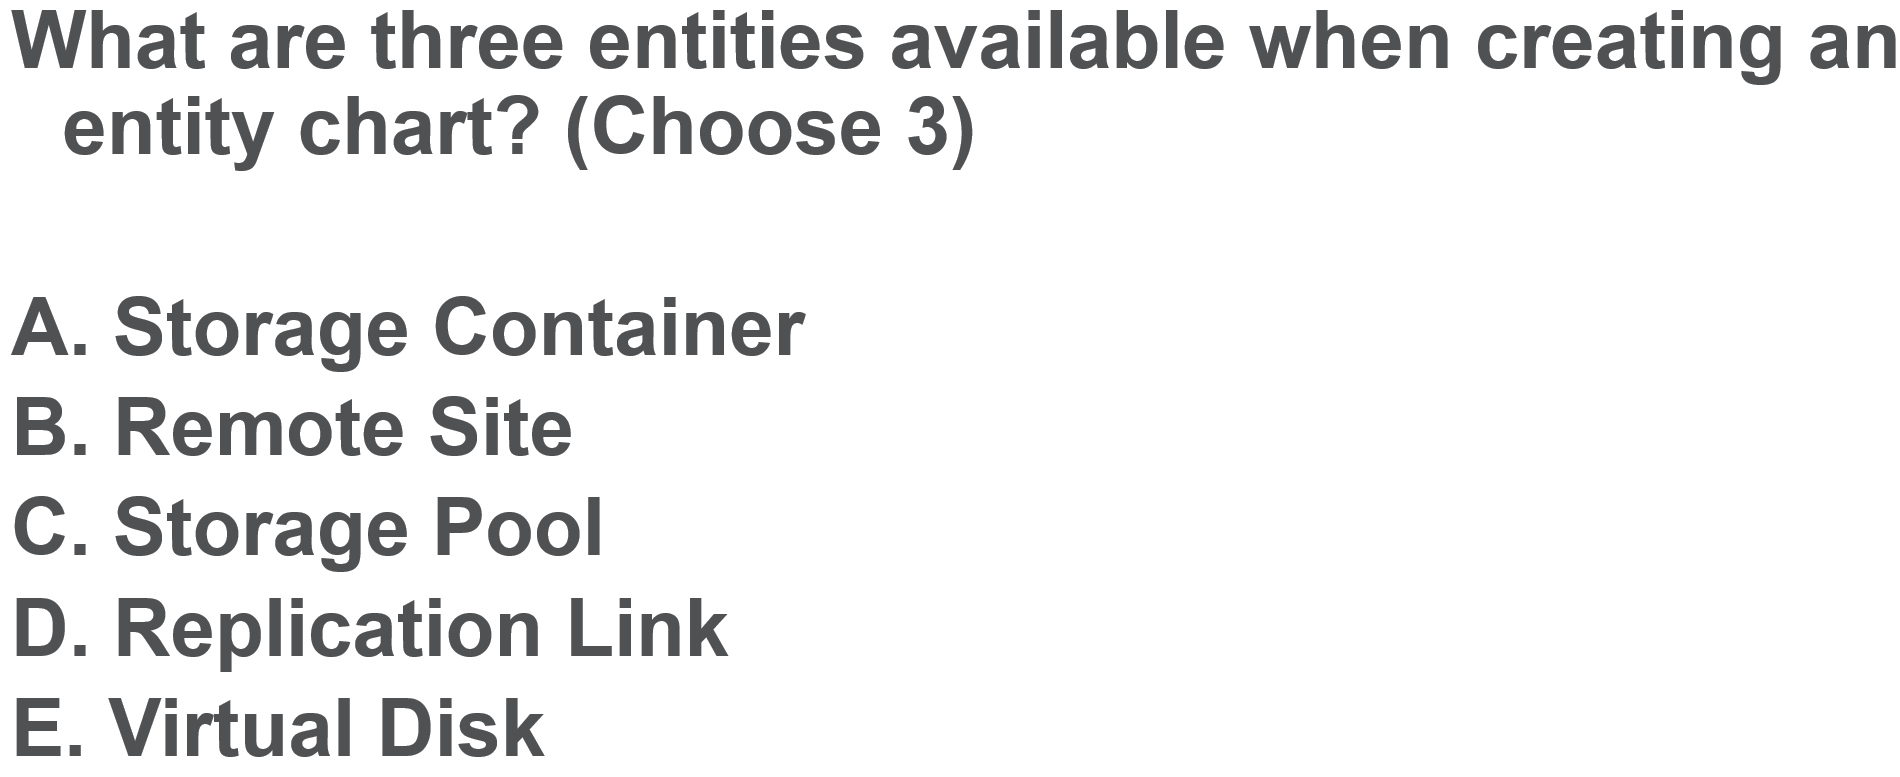 What are three entities available when creating an
entity chart? (Choose 3)
A. Storage Container
B. Remote Site
C. Storage Pool
D. Replication Link
E. Virtual Disk